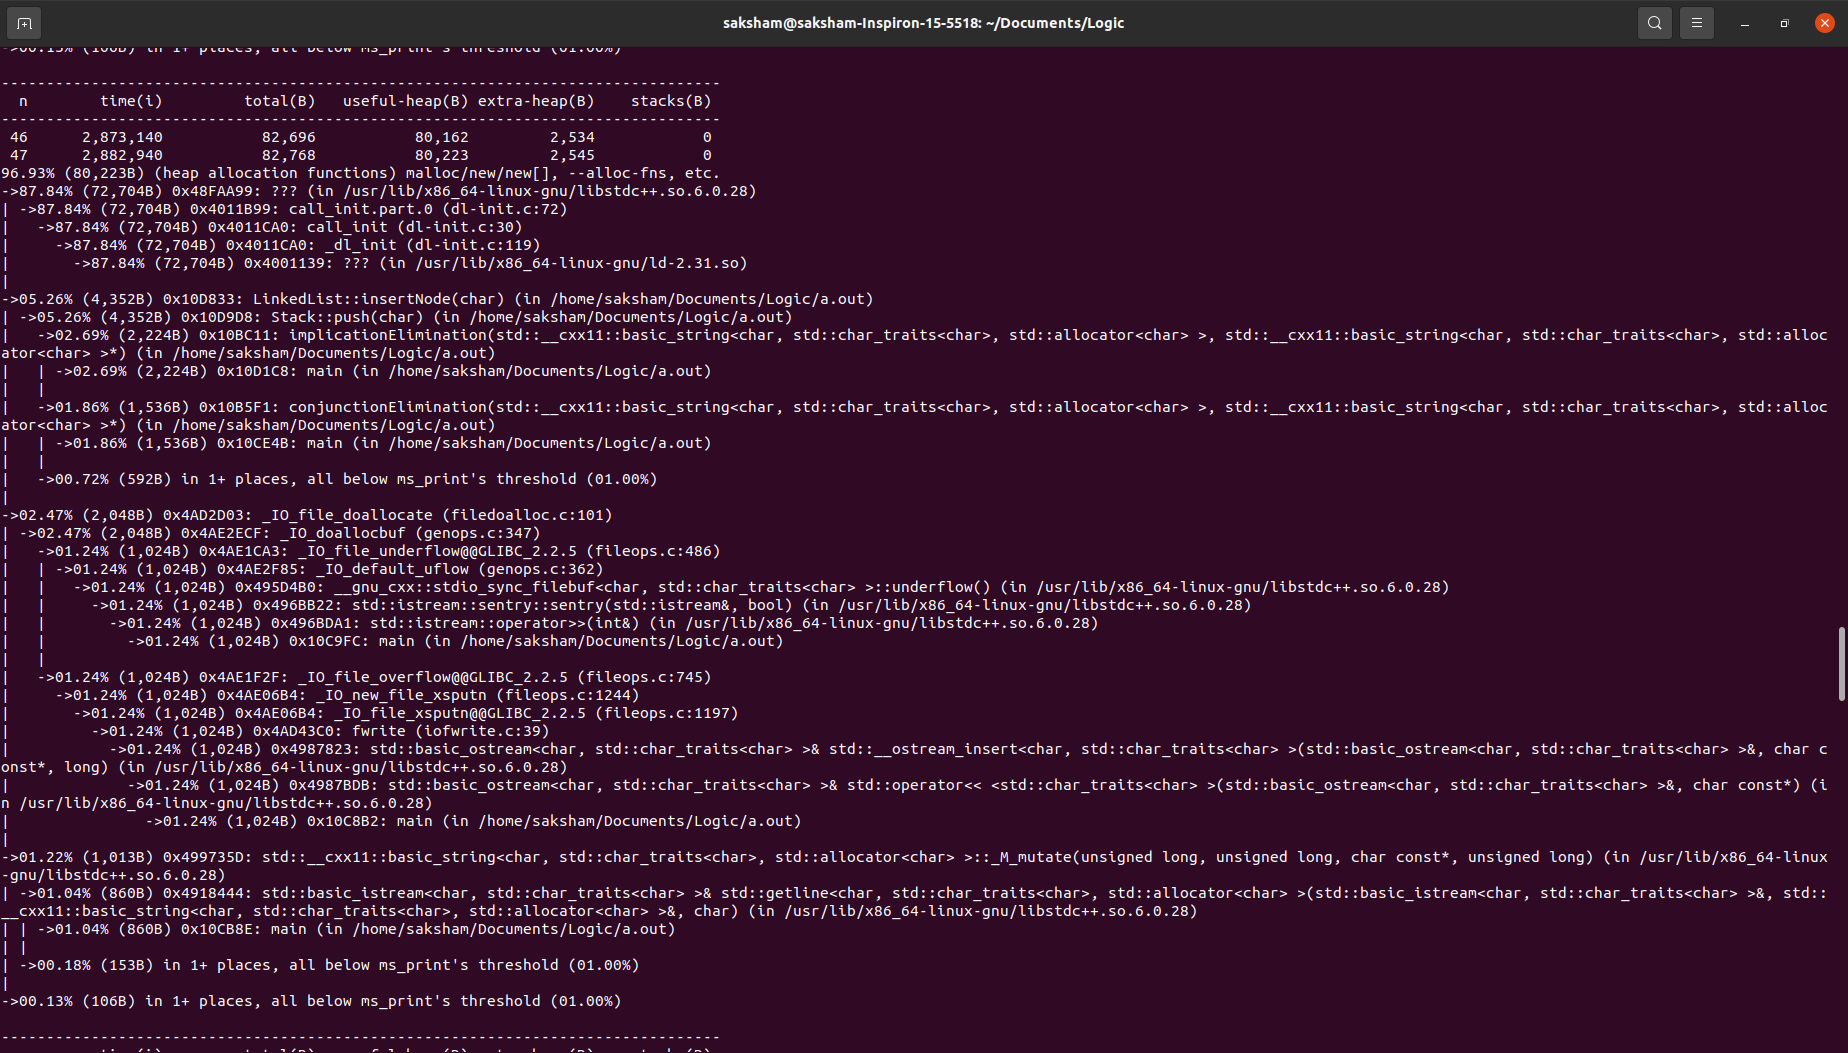 saksham@saksham-Inspiron-15-5518: ~/Documents/Logic
->00.13% (106B) in 1+ places, all below ms_print's threshold (01.00%)
--------------------------------------------------------------------------------
  n        time(i)         total(B)   useful-heap(B) extra-heap(B)    stacks(B)
--------------------------------------------------------------------------------
 46      2,873,140           82,696           80,162         2,534            0
 47      2,882,940           82,768           80,223         2,545            0
96.93% (80,223B) (heap allocation functions) malloc/new/new[], --alloc-fns, etc.
->87.84% (72,704B) 0x48FAA99: ??? (in /usr/lib/x86_64-linux-gnu/libstdc++.so.6.0.28)
| ->87.84% (72,704B) 0x4011B99: call_init.part.0 (dl-init.c:72)
|   ->87.84% (72,704B) 0x4011CA0: call_init (dl-init.c:30)
|     ->87.84% (72,704B) 0x4011CA0: _dl_init (dl-init.c:119)
|       ->87.84% (72,704B) 0x4001139: ??? (in /usr/lib/x86_64-linux-gnu/ld-2.31.so)
|
->05.26% (4,352B) 0x10D833: LinkedList::insertNode(char) (in /home/saksham/Documents/Logic/a.out)
| ->05.26% (4,352B) 0x10D9D8: Stack::push(char) (in /home/saksham/Documents/Logic/a.out)
|   ->02.69% (2,224B) 0x10BC11: implicationElimination(std::__cxx11::basic_string<char, std::char_traits<char>, std::allocator<char> >, std::__cxx11::basic_string<char, std::char_traits<char>, std::alloc
ator<char> >*) (in /home/saksham/Documents/Logic/a.out)
|   | ->02.69% (2,224B) 0x10D1C8: main (in /home/saksham/Documents/Logic/a.out)
|   |
|   ->01.86% (1,536B) 0x10B5F1: conjunctionElimination(std::__cxx11::basic_string<char, std::char_traits<char>, std::allocator<char> >, std::__cxx11::basic_string<char, std::char_traits<char>, std::alloc
ator<char> >*) (in /home/saksham/Documents/Logic/a.out)
|   | ->01.86% (1,536B) 0x10CE4B: main (in /home/saksham/Documents/Logic/a.out)
|   |
|   ->00.72% (592B) in 1+ places, all below ms_print's threshold (01.00%)
|
->02.47% (2,048B) 0x4AD2D03: _IO_file_doallocate (filedoalloc.c:101)
| ->02.47% (2,048B) 0x4AE2ECF: _IO_doallocbuf (genops.c:347)
|   ->01.24% (1,024B) 0x4AE1CA3: _IO_file_underflow@@GLIBC_2.2.5 (fileops.c:486)
|   | ->01.24% (1,024B) 0x4AE2F85: _IO_default_uflow (genops.c:362)
|   |   ->01.24% (1,024B) 0x495D4B0: __gnu_cxx::stdio_sync_filebuf<char, std::char_traits<char> >::underflow() (in /usr/lib/x86_64-linux-gnu/libstdc++.so.6.0.28)
|   |     ->01.24% (1,024B) 0x496BB22: std::istream::sentry::sentry(std::istream&, bool) (in /usr/lib/x86_64-linux-gnu/libstdc++.so.6.0.28)
|   |       ->01.24% (1,024B) 0x496BDA1: std::istream::operator>>(int&) (in /usr/lib/x86_64-linux-gnu/libstdc++.so.6.0.28)
|   |         ->01.24% (1,024B) 0x10C9FC: main (in /home/saksham/Documents/Logic/a.out)
|   |
|   ->01.24% (1,024B) 0x4AE1F2F: _IO_file_overflow@@GLIBC_2.2.5 (fileops.c:745)
|     ->01.24% (1,024B) 0x4AE06B4: _IO_new_file_xsputn (fileops.c:1244)
|       ->01.24% (1,024B) 0x4AE06B4: _IO_file_xsputn@@GLIBC_2.2.5 (fileops.c:1197)
|         ->01.24% (1,024B) 0x4AD43C0: fwrite (iofwrite.c:39)
|           ->01.24% (1,024B) 0x4987823: std::basic_ostream<char, std::char_traits<char> >& std::__ostream_insert<char, std::char_traits<char> >(std::basic_ostream<char, std::char_traits<char> >&, char c
onst*, long) (in /usr/lib/x86_64-linux-gnu/libstdc++.so.6.0.28)
|             ->01.24% (1,024B) 0x4987BDB: std::basic_ostream<char, std::char_traits<char> >& std::operator<< <std::char_traits<char> >(std::basic_ostream<char, std::char_traits<char> >&, char const*) (i
n /usr/lib/x86_64-linux-gnu/libstdc++.so.6.0.28)
|               ->01.24% (1,024B) 0x10C8B2: main (in /home/saksham/Documents/Logic/a.out)
|
->01.22% (1,013B) 0x499735D: std::__cxx11::basic_string<char, std::char_traits<char>, std::allocator<char> >::_M_mutate(unsigned long, unsigned long, char const*, unsigned long) (in /usr/lib/x86_64-linux
-gnu/libstdc++.so.6.0.28)
| ->01.04% (860B) 0x4918444: std::basic_istream<char, std::char_traits<char> >& std::getline<char, std::char_traits<char>, std::allocator<char> >(std::basic_istream<char, std::char_traits<char> >&, std::
__cxx11::basic_string<char, std::char_traits<char>, std::allocator<char> >&, char) (in /usr/lib/x86_64-linux-gnu/libstdc++.so.6.0.28)
| | ->01.04% (860B) 0x10CB8E: main (in /home/saksham/Documents/Logic/a.out)
| |
| ->00.18% (153B) in 1+ places, all below ms_print's threshold (01.00%)
|
->00.13% (106B) in 1+ places, all below ms_print's threshold (01.00%)
--------------------------------------------------------------------------------